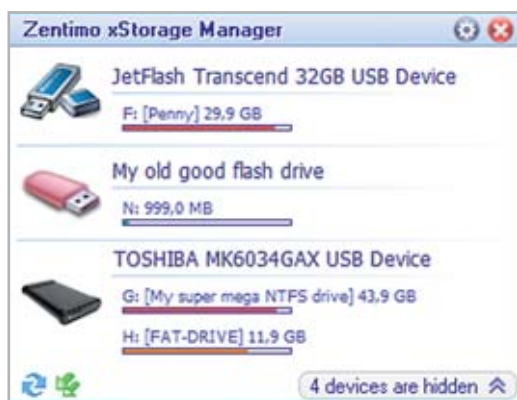 Zentimo xStorage Manager
JetFlash Transcend 32GB USB Device
F: [Penny] 29,9 GB
My old good flash drive
N: 999,0 MB
TOSHIBA MK6034GAX USB Device
G: [My super mega NTFS drive] 43,9 GB
H: [FAT-DRIVE] 11,9 GB
4 devices are hidden